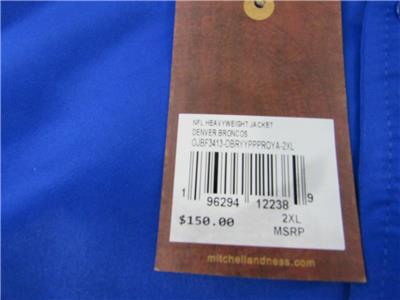 NFL HEAVYWEIGHT JACKET
DENVER BRONCOS
OJBF3413-DBRYYPPPROYA-2XL
1 96294 12238 9
$150.00 2XL
MSRP
mitchellandness.com